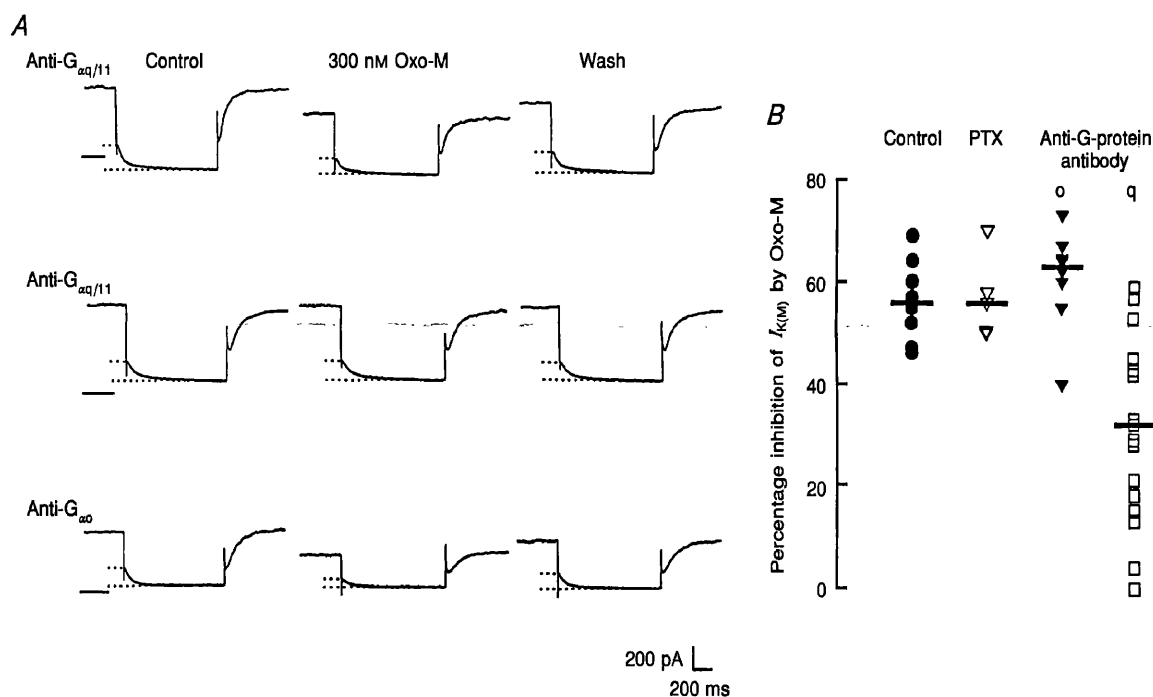 A
Anti-Gαq/11 Control 300 nM Oxo-M Wash
Anti-Gαq/11
Anti-Gαo
200 pA
200 ms
B
Control PTX Anti-G-protein
antibody
o q
Percentage inhibition of IK(M) by Oxo-M
80
60
40
20
0